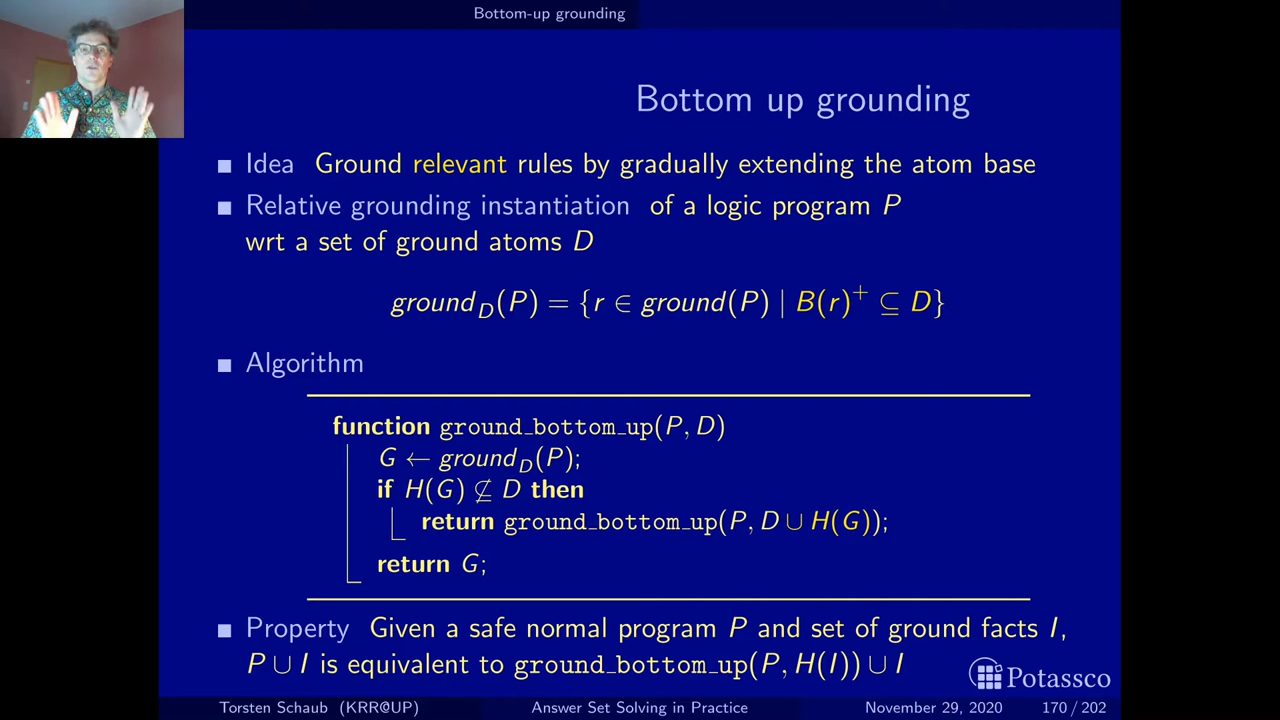 Bottom-up grounding
Bottom up grounding
Idea Ground relevant rules by gradually extending the atom base
Relative grounding instantiation of a logic program P
wrt a set of ground atoms D
ground_D(P) = {r ∈ ground(P) | B(r)⁺ ⊆ D}
Algorithm
function ground_bottom_up(P, D)
G ← ground_D(P);
if H(G) ⊈ D then
return ground_bottom_up(P, D ∪ H(G));
return G;
Property Given a safe normal program P and set of ground facts I,
P ∪ I is equivalent to ground_bottom_up(P, H(I)) ∪ I
Potassco
Torsten Schaub (KRR@UP) Answer Set Solving in Practice November 29, 2020 170 / 202